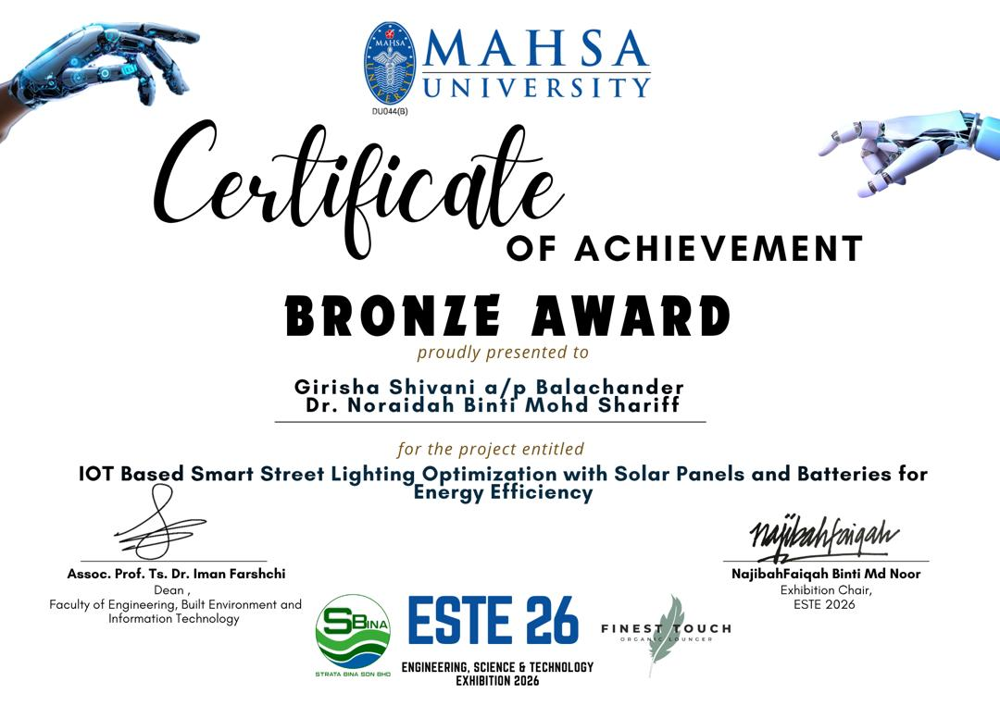 MAHSA
MAHSA
UNIVERSITY
UNIVERSITY
DU044(B)
Certificate
OF ACHIEVEMENT
BRONZE AWARD
proudly presented to
Girisha Shivani a/p Balachander
Dr. Noraidah Binti Mohd Shariff
for the project entitled
IOT Based Smart Street Lighting Optimization with Solar Panels and Batteries for
Energy Efficiency
najibahfaiqah
Assoc. Prof. Ts. Dr. Iman Farshchi
Dean ,
Faculty of Engineering, Built Environment and
Information Technology
NajibahFaiqah Binti Md Noor
Exhibition Chair,
ESTE 2026
SBINA
STRATA BINA SDN BHD
ESTE 26
ENGINEERING, SCIENCE & TECHNOLOGY
EXHIBITION 2026
FINEST TOUCH
ORGANIC LOUNGER